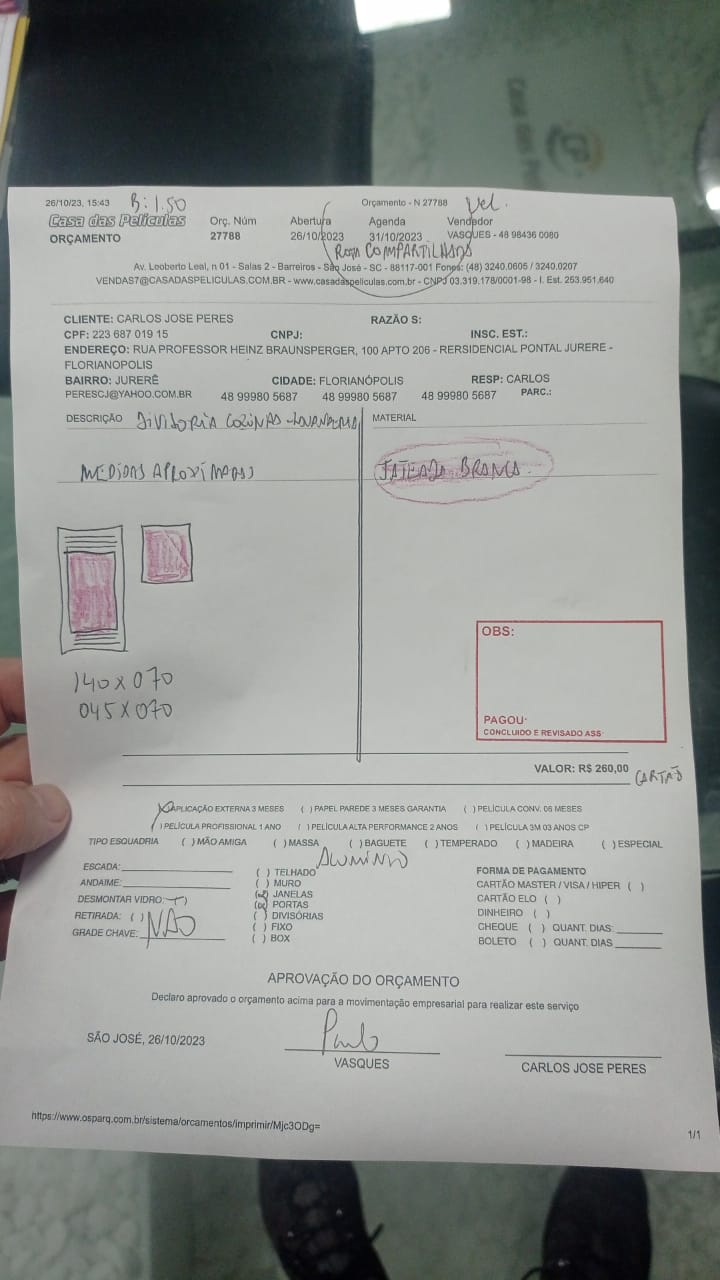 26/10/23, 15:43 B: 1.50 Orçamento - N 27788 Vel.
Casa das Películas Orç. Núm Abertura Agenda Vendedor
ORÇAMENTO 27788 26/10/2023 31/10/2023 VASQUES - 48 98436 0080
ROTA COMPARTILHADA
Av. Leoberto Leal, n 01 - Salas 2 - Barreiros - São José - SC - 88117-001 Fones: (48) 3240.0605 / 3240.0207
VENDAS7@CASADASPELICULAS.COM.BR - www.casadaspeliculas.com.br - CNPJ 03.319.178/0001-98 - I. Est. 253.951.640
CLIENTE: CARLOS JOSE PERES RAZÃO S:
CPF: 223 687 019 15 CNPJ: INSC. EST.:
ENDEREÇO: RUA PROFESSOR HEINZ BRAUNSPERGER, 100 APTO 206 - RERSIDENCIAL PONTAL JURERE -
FLORIANOPOLIS
BAIRRO: JURERÊ CIDADE: FLORIANÓPOLIS RESP: CARLOS
PERESCJ@YAHOO.COM.BR 48 99980 5687 48 99980 5687 48 99980 5687 PARC.:
DESCRIÇÃO DIVISORIA COZINHA - LAVANDERIA MATERIAL
MEDIDAS APROXIMADAS JATEADO BRANCO.
140 X 070
045 X 070
OBS:
PAGOU:
CONCLUIDO E REVISADO ASS
VALOR: R$ 260,00 CARTÃO
(X) APLICAÇÃO EXTERNA 3 MESES ( ) PAPEL PAREDE 3 MESES GARANTIA ( ) PELÍCULA CONV. 06 MESES
( ) PELÍCULA PROFISSIONAL 1 ANO ( ) PELÍCULA ALTA PERFORMANCE 2 ANOS ( ) PELÍCULA 3M 03 ANOS CP
TIPO ESQUADRIA ( ) MÃO AMIGA ( ) MASSA ( ) BAGUETE ( ) TEMPERADO ( ) MADEIRA ( ) ESPECIAL
ALUMINIO
ESCADA: ( ) TELHADO FORMA DE PAGAMENTO
ANDAIME: ( ) MURO CARTÃO MASTER / VISA / HIPER ( )
DESMONTAR VIDRO: ( ) (X) JANELAS CARTÃO ELO ( )
RETIRADA: ( ) NÃO (X) PORTAS DINHEIRO ( )
GRADE CHAVE: ( ) DIVISÓRIAS CHEQUE ( ) QUANT. DIAS:
( ) FIXO BOLETO ( ) QUANT. DIAS
( ) BOX
APROVAÇÃO DO ORÇAMENTO
Declaro aprovado o orçamento acima para a movimentação empresarial para realizar este serviço
SÃO JOSÉ, 26/10/2023 Paulo
VASQUES CARLOS JOSE PERES
https://www.osparq.com.br/sistema/orcamentos/imprimir/Mjc3ODg=
1/1